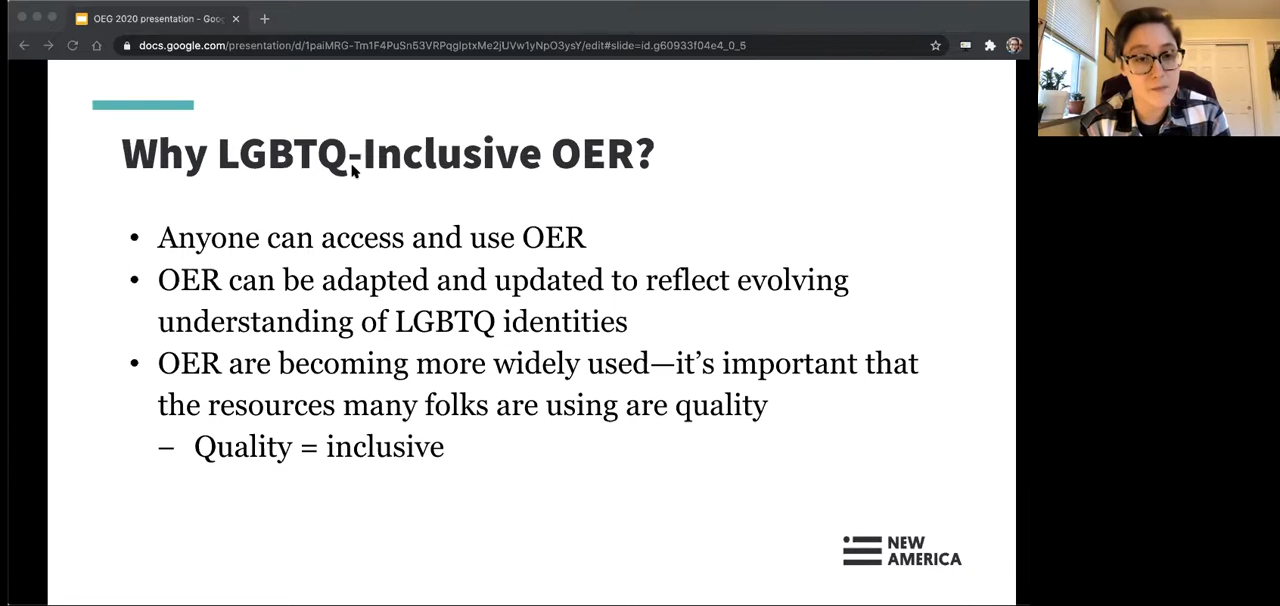 OEG 2020 presentation - Goo
docs.google.com/presentation/d/1paiMRG-Tm1F4PuSn53VRPqglptxMe2jUVw1yNpO3ysY/edit#slide=id.g60933f04e4_0_5
Why LGBTQ-Inclusive OER?
• Anyone can access and use OER
• OER can be adapted and updated to reflect evolving
understanding of LGBTQ identities
• OER are becoming more widely used—it's important that
the resources many folks are using are quality
– Quality = inclusive
NEW
AMERICA